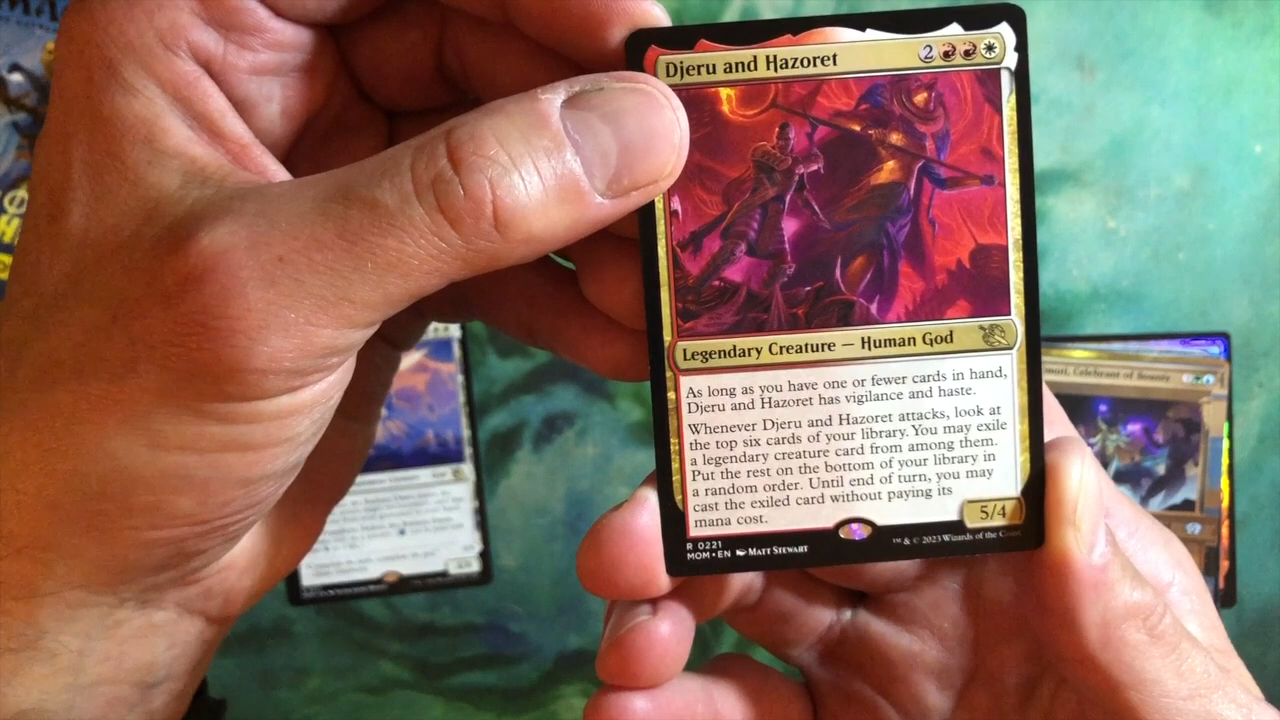 Djeru and Hazoret
2
Legendary Creature — Human God
As long as you have one or fewer cards in hand,
Djeru and Hazoret has vigilance and haste.
Whenever Djeru and Hazoret attacks, look at
the top six cards of your library. You may exile
a legendary creature card from among them.
Put the rest on the bottom of your library in
a random order. Until end of turn, you may
cast the exiled card without paying its
mana cost.
5/4
R 0221
MOM • EN MATT STEWART
™ & © 2023 Wizards of the Coast
Celebrant of Bounty